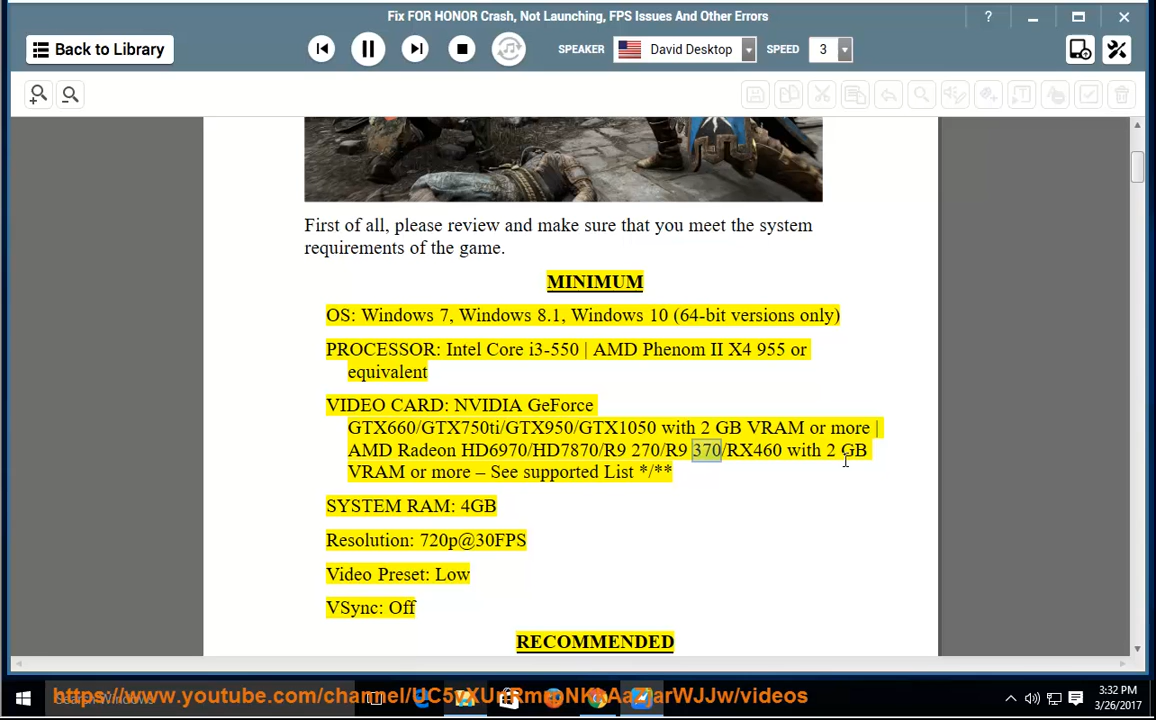 Fix FOR HONOR Crash, Not Launching, FPS Issues And Other Errors
Back to Library
SPEAKER
David Desktop
SPEED
3
First of all, please review and make sure that you meet the system
requirements of the game.
MINIMUM
OS: Windows 7, Windows 8.1, Windows 10 (64-bit versions only)
PROCESSOR: Intel Core i3-550 | AMD Phenom II X4 955 or
equivalent
VIDEO CARD: NVIDIA GeForce
GTX660/GTX750ti/GTX950/GTX1050 with 2 GB VRAM or more |
AMD Radeon HD6970/HD7870/R9 270/R9 370/RX460 with 2 GB
VRAM or more – See supported List */**
SYSTEM RAM: 4GB
Resolution: 720p@30FPS
Video Preset: Low
VSync: Off
RECOMMENDED
3:32 PM
3/26/2017